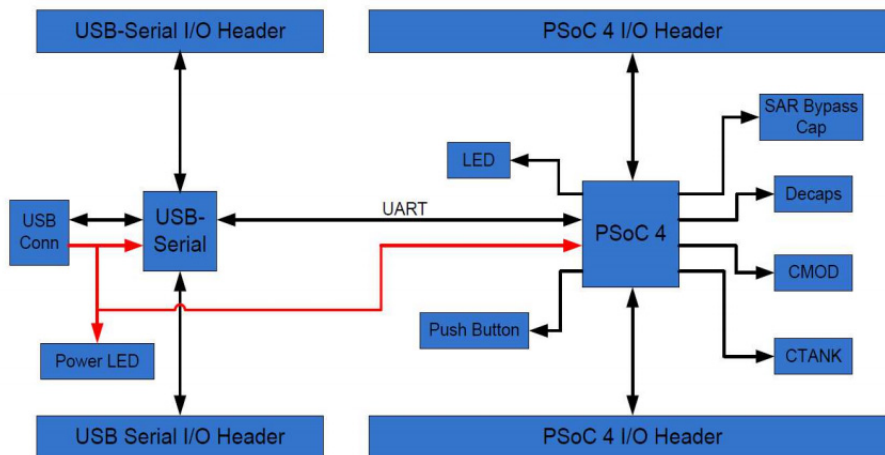 USB-Serial I/O Header
PSoC 4 I/O Header
SAR Bypass
Cap
LED
Decaps
USB
Conn
USB-
Serial
UART
PSoC 4
CMOD
Push Button
Power LED
CTANK
USB Serial I/O Header
PSoC 4 I/O Header